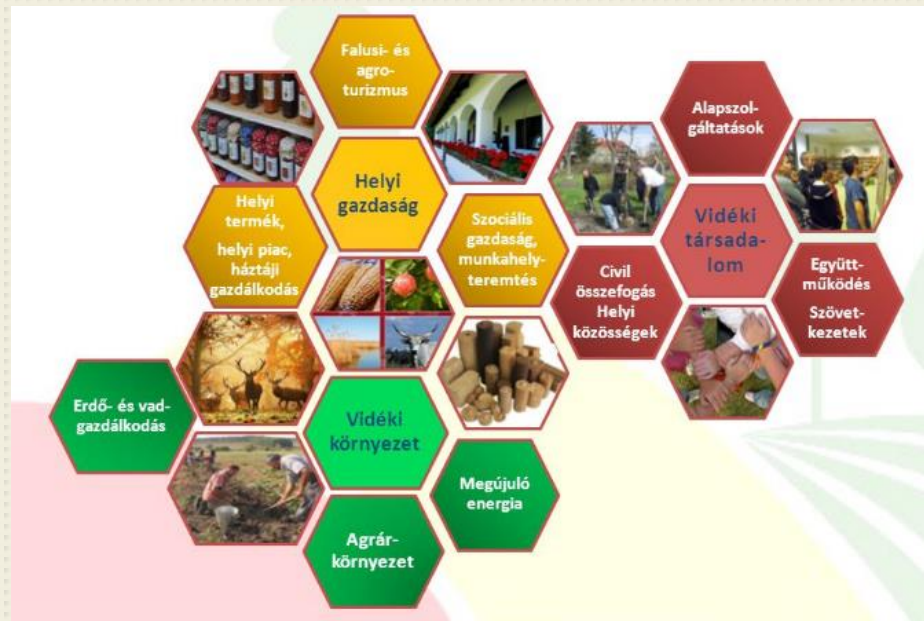 Falusi- és
agro-
turizmus
Helyi
gazdaság
Helyi
termék,
helyi piac,
háztáji
gazdálkodás
Szociális
gazdaság,
munkahely-
teremtés
Alapszol-
gáltatások
Vidéki
társada-
lom
Civil
összefogás
Helyi
közösségek
Együtt-
működés
Szövet-
kezetek
Erdő- és vad-
gazdálkodás
Vidéki
környezet
Megújuló
energia
Agrár-
környezet